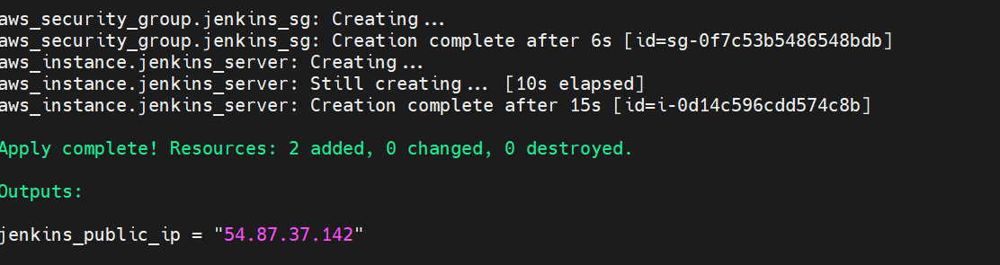 aws_security_group.jenkins_sg: Creating...
aws_security_group.jenkins_sg: Creation complete after 6s [id=sg-0f7c53b5486548bdb]
aws_instance.jenkins_server: Creating...
aws_instance.jenkins_server: Still creating... [10s elapsed]
aws_instance.jenkins_server: Creation complete after 15s [id=i-0d14c596cdd574c8b]
Apply complete! Resources: 2 added, 0 changed, 0 destroyed.
Outputs:
jenkins_public_ip = "54.87.37.142"